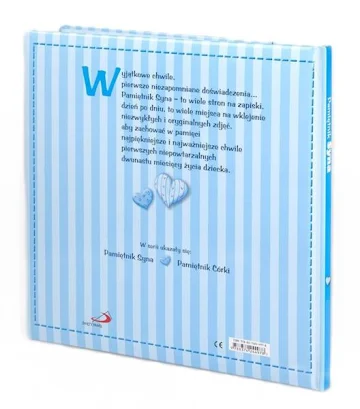 Wyjątkowe chwile,
pierwsze niezapomniane doświadczenia...
Pamiętnik Syna – to wiele stron na zapiski,
dzień po dniu, to wiele miejsca na wklejenie
niezwykłych i oryginalnych zdjęć,
aby zachować w pamięci
najpiękniejsze i najważniejsze chwile
pierwszych niepowtarzalnych
dwunastu miesięcy życia dziecka.
W serii ukazały się:
Pamiętnik Syna Pamiętnik Córki
Pamiętnik Syna
CE